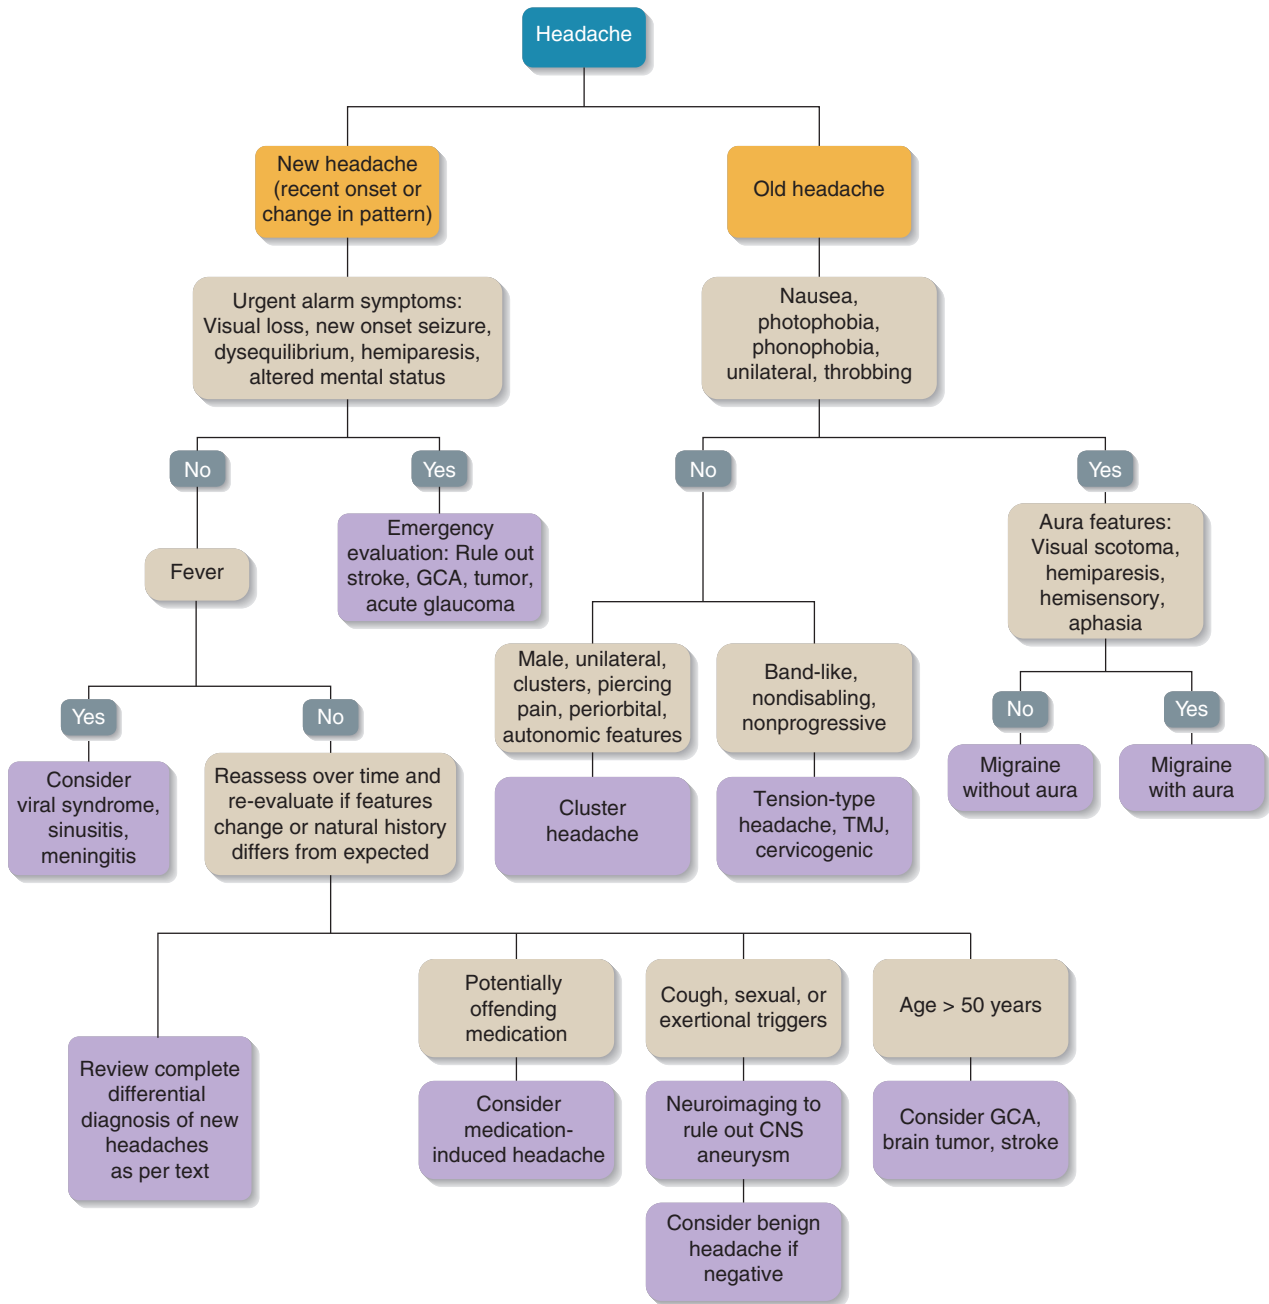 Headache
New headache
(recent onset or
change in pattern)
Old headache
Urgent alarm symptoms:
Visual loss, new onset seizure,
dysequilibrium, hemiparesis,
altered mental status
Nausea,
photophobia,
phonophobia,
unilateral, throbbing
No
Yes
No
Yes
Fever
Emergency
evaluation: Rule out
stroke, GCA, tumor,
acute glaucoma
Aura features:
Visual scotoma,
hemiparesis,
hemisensory,
aphasia
Male, unilateral,
clusters, piercing
pain, periorbital,
autonomic features
Band-like,
nondisabling,
nonprogressive
Yes
No
No
Yes
Consider
viral syndrome,
sinusitis,
meningitis
Reassess over time and
re-evaluate if features
change or natural history
differs from expected
Cluster
headache
Tension-type
headache, TMJ,
cervicogenic
Migraine
without aura
Migraine
with aura
Potentially
offending
medication
Cough, sexual, or
exertional triggers
Age > 50 years
Review complete
differential
diagnosis of new
headaches
as per text
Consider
medication-
induced headache
Neuroimaging to
rule out CNS
aneurysm
Consider GCA,
brain tumor, stroke
Consider benign
headache if
negative